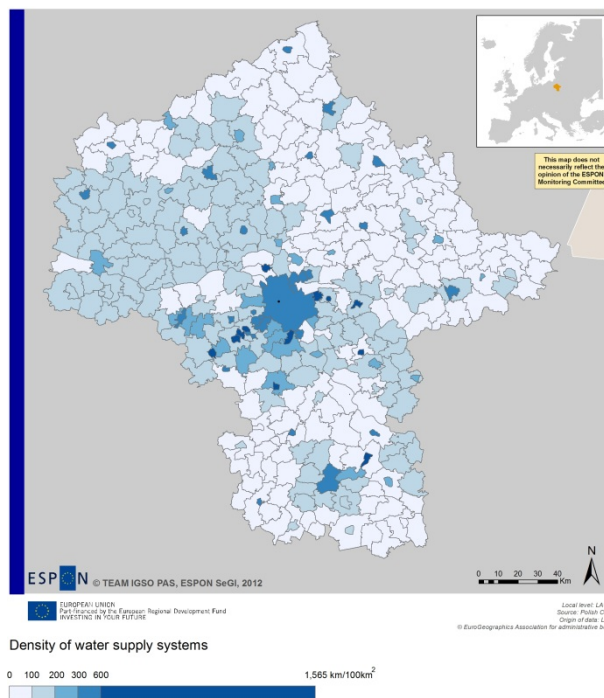 This map does not
necessarily reflect the
opinion of the ESPON
Monitoring Committee
ESPON © TEAM IGSO PAS, ESPON SeGI, 2012
N
0 10 20 30 40
Km
EUROPEAN UNION
Part-financed by the European Regional Development Fund
INVESTING IN YOUR FUTURE
Local level: LA
Source: Polish C
Origin of data: L
© EuroGeographics Association for administrative b
Density of water supply systems
0 100 200 300 600 1,565 km/100km²